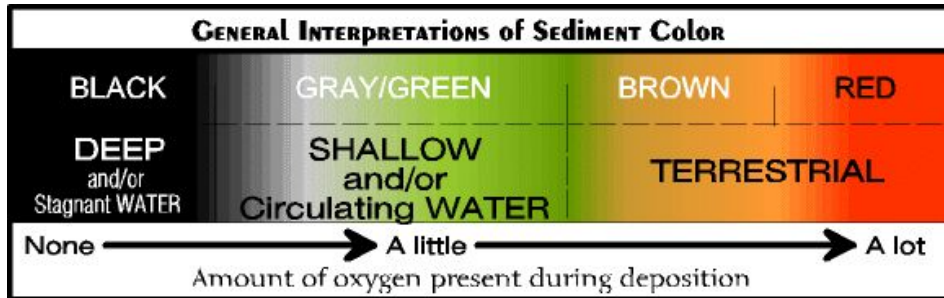 General Interpretations of Sediment Color
BLACK GRAY/GREEN BROWN RED
DEEP
and/or
Stagnant WATER
SHALLOW
and/or
Circulating WATER
TERRESTRIAL
None A little A lot
Amount of oxygen present during deposition